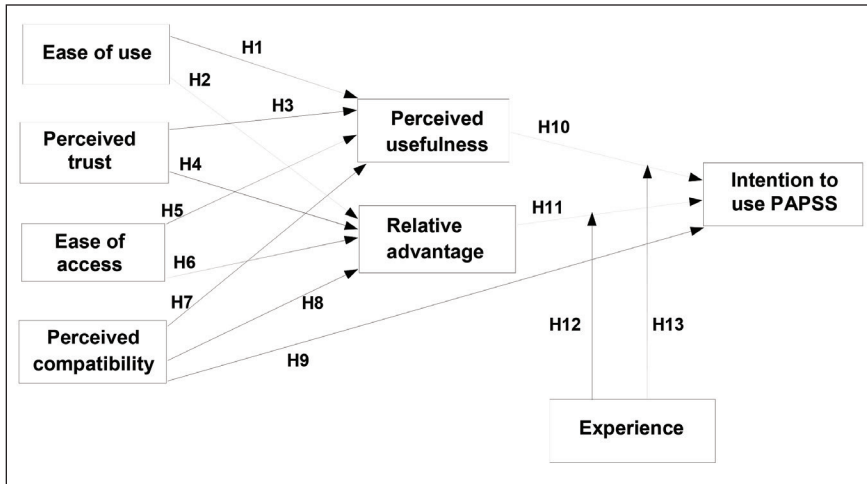 Ease of use
H1
H2
H3
Perceived
usefulness
H10
Perceived
trust
H4
Intention to
use PAPSS
H5
Relative
advantage
H11
Ease of
access
H6
H7
H8
Perceived
compatibility
H9
H12
H13
Experience